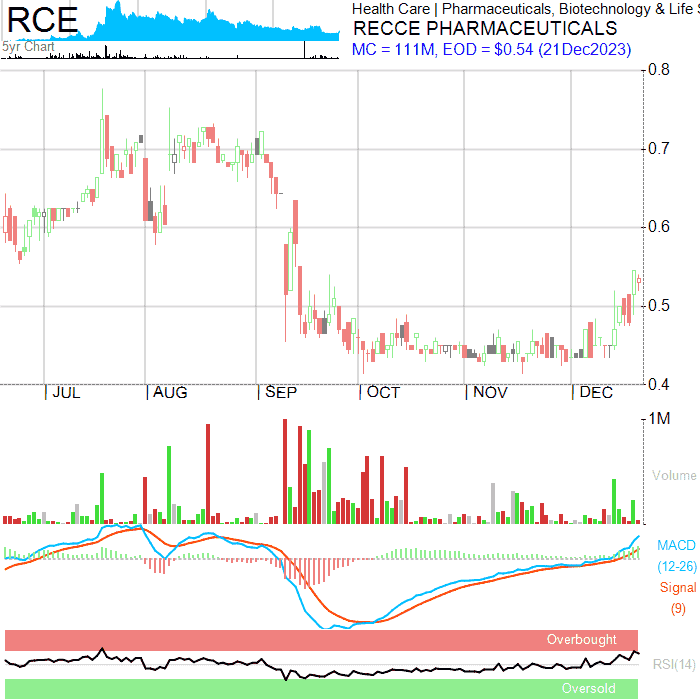 RCE
5yr Chart
Health Care | Pharmaceuticals, Biotechnology & Life S
RECCE PHARMACEUTICALS
MC = 111M, EOD = $0.54 (21Dec2023)
0.8
0.7
0.6
0.5
0.4
| JUL | AUG | SEP | OCT | NOV | DEC
1M
Volume
MACD
(12-26)
Signal
(9)
Overbought
RSI(14)
Oversold